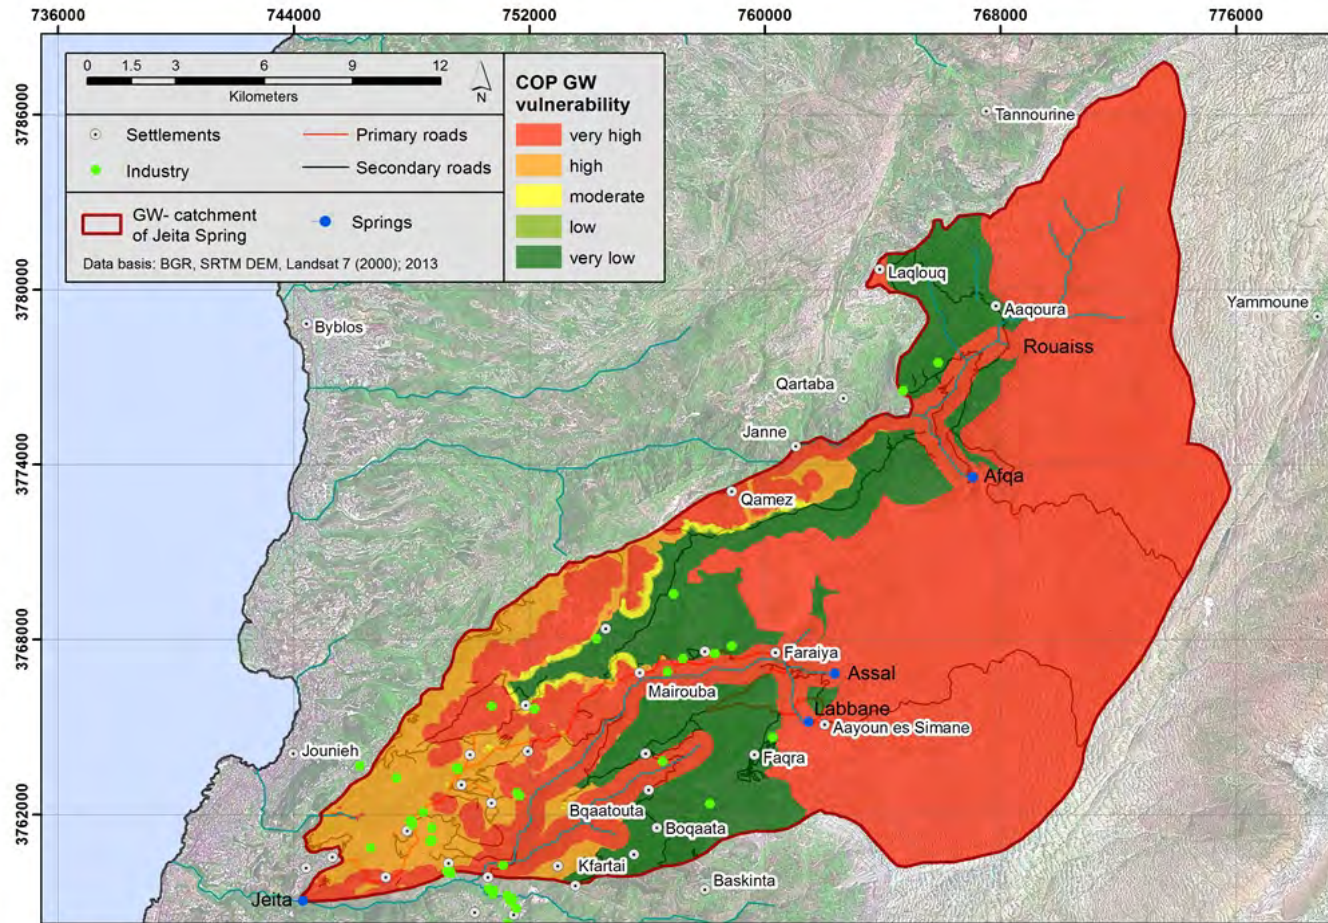 736000 744000 752000 760000 768000 776000
0 1.5 3 6 9 12
Kilometers
N
Settlements
Primary roads
Industry
Secondary roads
GW- catchment
of Jeita Spring
Springs
Data basis: BGR, SRTM DEM, Landsat 7 (2000); 2013
COP GW
vulnerability
very high
high
moderate
low
very low
3786000
3780000
3774000
3768000
3762000
Tannourine
Laqlouq
Aaqoura
Yammoune
Byblos
Rouaiss
Qartaba
Janne
Afqa
Qamez
Faraiya
Assal
Mairouba
Labbane
Aayoun es Simane
Jounieh
Faqra
Bqaatouta
Boqaata
Kfartai
Baskinta
Jeita